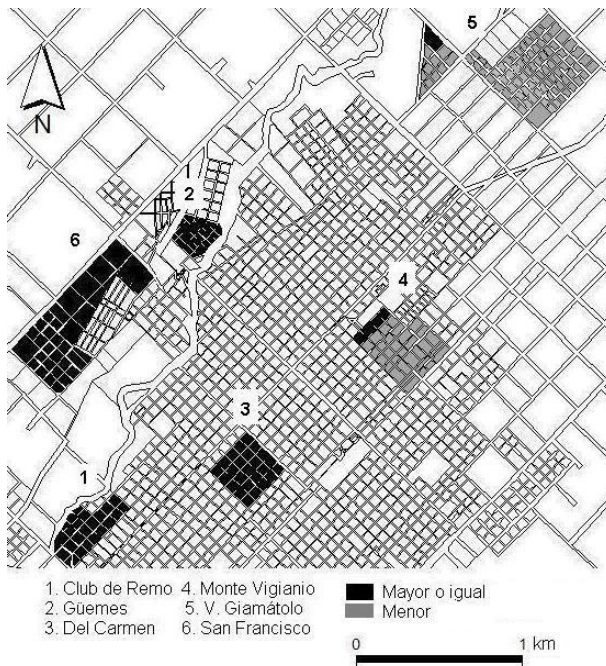 5
N
1
2
6
4
3
1
1. Club de Remo 4. Monte Vigianio
2. Güemes 5. V. Giamátolo
3. Del Carmen 6. San Francisco
Mayor o igual
Menor
0 1 km